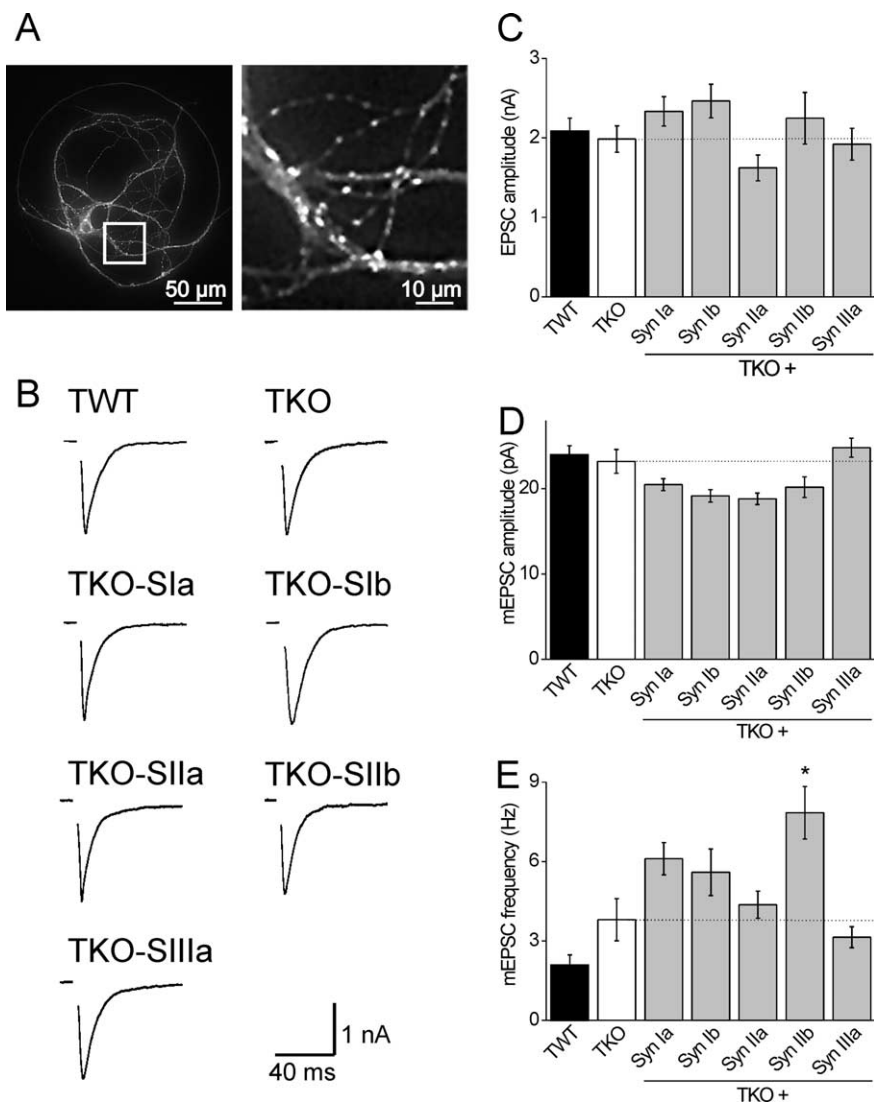 A
50 µm
10 µm
B
TWT
TKO
TKO-SIa
TKO-SIb
TKO-SIIa
TKO-SIIb
TKO-SIIIa
1 nA
40 ms
C
EPSC amplitude (nA)
3
2
1
0
TWT
TKO
Syn Ia
Syn Ib
Syn IIa
Syn IIb
Syn IIIa
TKO +
D
mEPSC amplitude (pA)
20
10
0
TWT
TKO
Syn Ia
Syn Ib
Syn IIa
Syn IIb
Syn IIIa
TKO +
E
mEPSC frequency (Hz)
9
6
3
0
*
TWT
TKO
Syn Ia
Syn Ib
Syn IIa
Syn IIb
Syn IIIa
TKO +